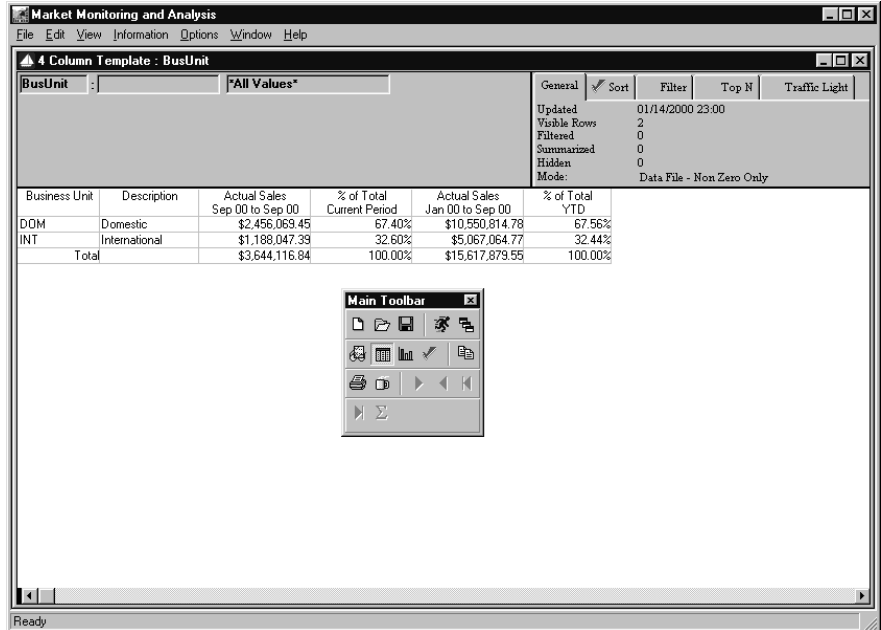 Market Monitoring and Analysis
File Edit View Information Options Window Help
4 Column Template : BusUnit
BusUnit : *All Values*
General Sort Filter Top N Traffic Light
Updated 01/14/2000 23:00
Visible Rows 2
Filtered 0
Summarized 0
Hidden 0
Mode: Data File - Non Zero Only
Business Unit Description Actual Sales % of Total Actual Sales % of Total
Sep 00 to Sep 00 Current Period Jan 00 to Sep 00 YTD
DOM Domestic $2,456,069.45 67.40% $10,550,814.78 67.56%
INT International $1,188,047.39 32.60% $5,067,064.77 32.44%
Total $3,644,116.84 100.00% $15,617,879.55 100.00%
Main Toolbar
Ready